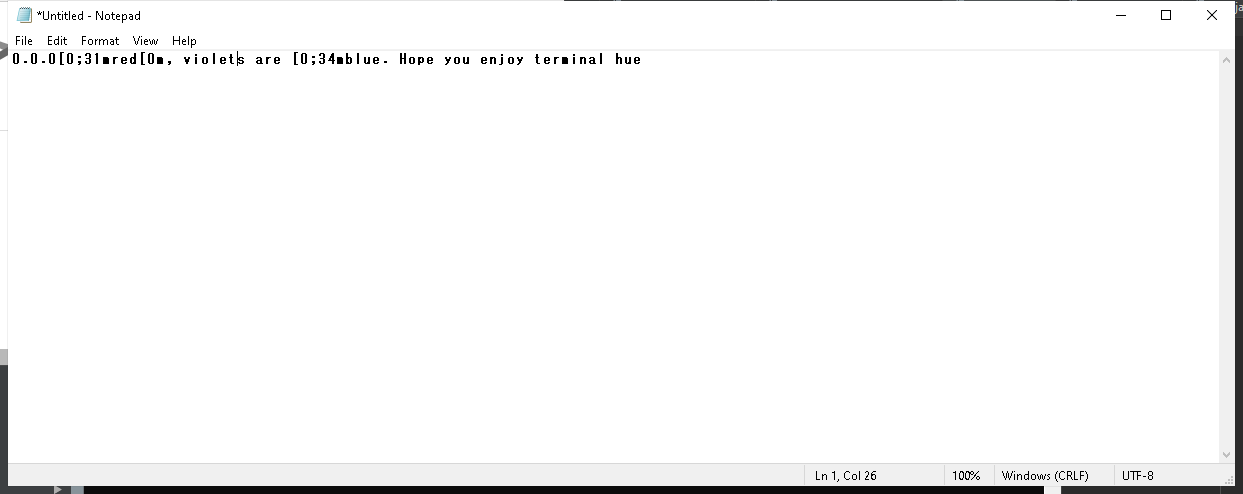 *Untitled - Notepad
File Edit Format View Help
0.0.0[0;31mred[0m, violets are [0;34mblue. Hope you enjoy terminal hue
Ln 1, Col 26 100% Windows (CRLF) UTF-8